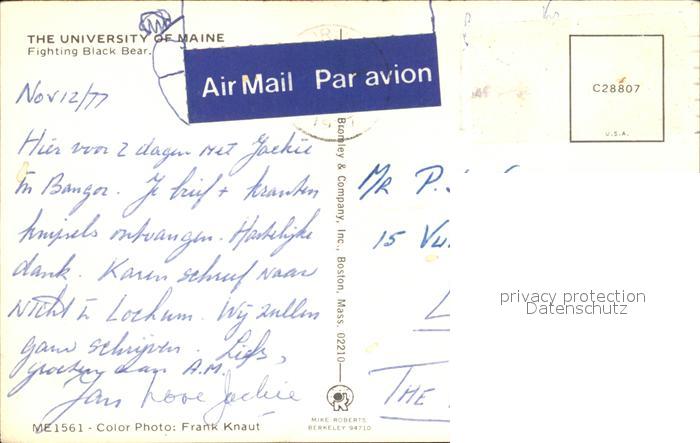 THE UNIVERSITY OF MAINE
Fighting Black Bear.
Air Mail Par avion
C28807
U.S.A.
Nov 12/77
Hier voor 2 dagen met Jackie
in Bangor. Je brief + kranten
knipsels ontvangen. Hartelijke
dank. Karen schreef naar
Nicht in Lochum. Wij zullen
gauw schrijven. Liefs,
groeten aan A.M.
Jan Love Jackie
Bromley & Company, Inc., Boston, Mass. 02210
MR P.
15
THE
privacy protection
Datenschutz
MIKE ROBERTS
BERKELEY 94710
ME1561 - Color Photo: Frank Knaut